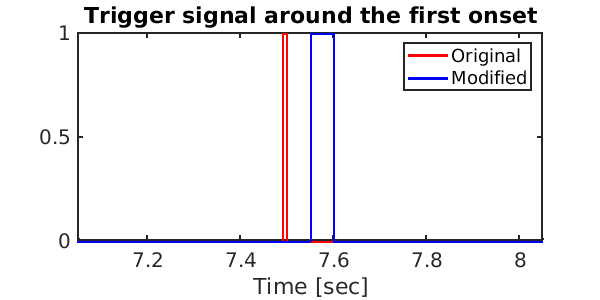 Trigger signal around the first onset
1
Original
Modified
0.5
0
7.2 7.4 7.6 7.8 8
Time [sec]